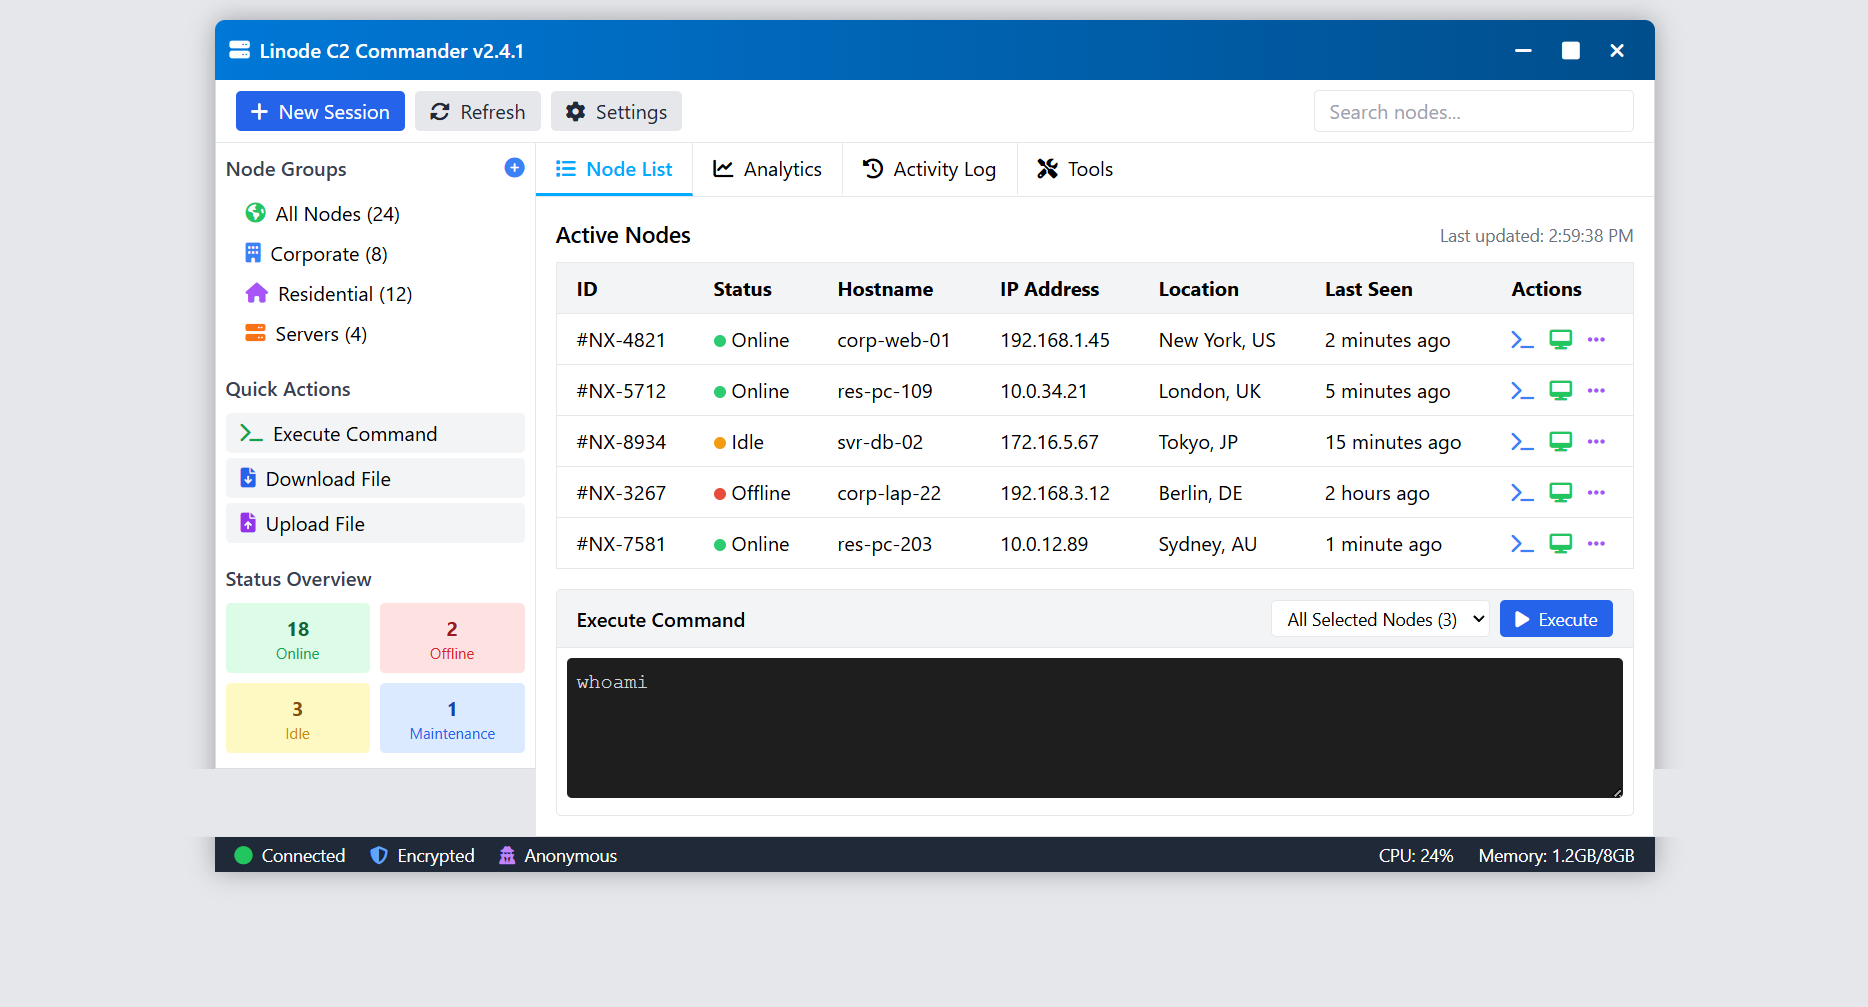 Linode C2 Commander v2.4.1
New Session
Refresh
Settings
Search nodes...
Node Groups
All Nodes (24)
Corporate (8)
Residential (12)
Servers (4)
Quick Actions
Execute Command
Download File
Upload File
Status Overview
18
Online
2
Offline
3
Idle
1
Maintenance
Node List
Analytics
Activity Log
Tools
Active Nodes
Last updated: 2:59:38 PM
ID Status Hostname IP Address Location Last Seen Actions
#NX-4821 Online corp-web-01 192.168.1.45 New York, US 2 minutes ago
#NX-5712 Online res-pc-109 10.0.34.21 London, UK 5 minutes ago
#NX-8934 Idle svr-db-02 172.16.5.67 Tokyo, JP 15 minutes ago
#NX-3267 Offline corp-lap-22 192.168.3.12 Berlin, DE 2 hours ago
#NX-7581 Online res-pc-203 10.0.12.89 Sydney, AU 1 minute ago
Execute Command
All Selected Nodes (3)
Execute
whoami
Connected
Encrypted
Anonymous
CPU: 24%
Memory: 1.2GB/8GB